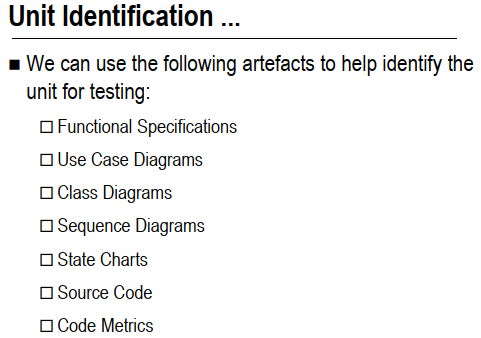 Unit Identification ...
■ We can use the following artefacts to help identify the
unit for testing:
□ Functional Specifications
□ Use Case Diagrams
□ Class Diagrams
□ Sequence Diagrams
□ State Charts
□ Source Code
□ Code Metrics